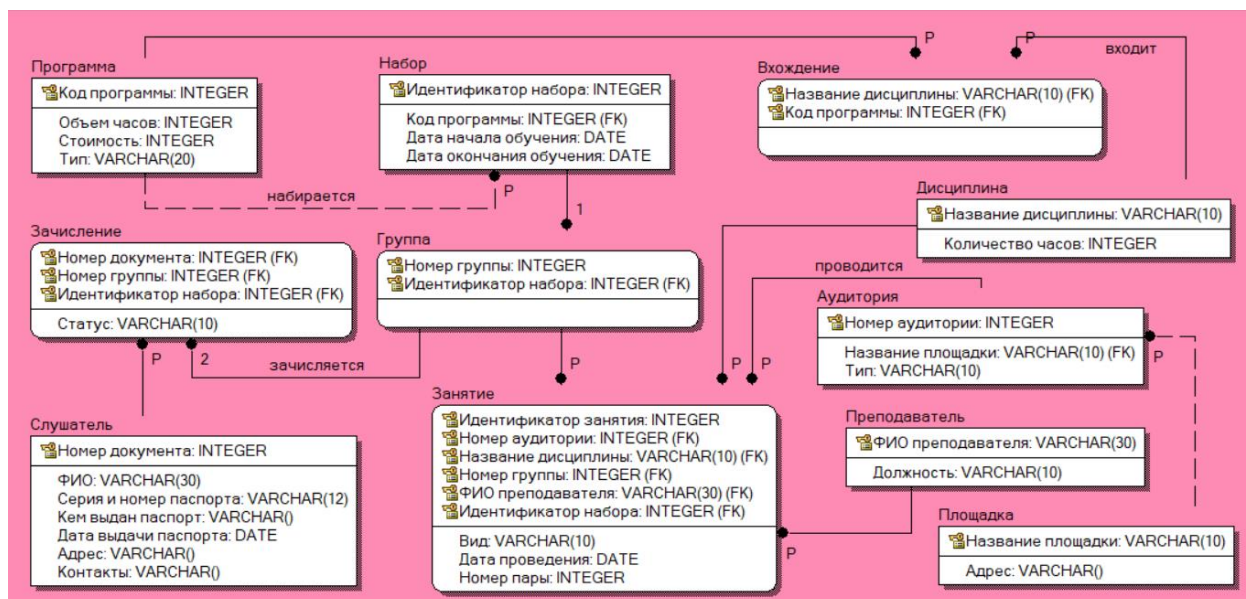 P
P
входит
Программа
Код программы: INTEGER
Объем часов: INTEGER
Стоимость: INTEGER
Тип: VARCHAR(20)
Набор
Идентификатор набора: INTEGER
Код программы: INTEGER (FK)
Дата начала обучения: DATE
Дата окончания обучения: DATE
Вхождение
Название дисциплины: VARCHAR(10) (FK)
Код программы: INTEGER (FK)
набирается
P
1
Дисциплина
Название дисциплины: VARCHAR(10)
Количество часов: INTEGER
Зачисление
Номер документа: INTEGER (FK)
Номер группы: INTEGER (FK)
Идентификатор набора: INTEGER (FK)
Статус: VARCHAR(10)
Группа
Номер группы: INTEGER
Идентификатор набора: INTEGER (FK)
проводится
Аудитория
Номер аудитории: INTEGER
Название площадки: VARCHAR(10) (FK)
Тип: VARCHAR(10)
P
P
2
зачисляется
P
P
P
Слушатель
Номер документа: INTEGER
ФИО: VARCHAR(30)
Серия и номер паспорта: VARCHAR(12)
Кем выдан паспорт: VARCHAR()
Дата выдачи паспорта: DATE
Адрес: VARCHAR()
Контакты: VARCHAR()
Занятие
Идентификатор занятия: INTEGER
Номер аудитории: INTEGER (FK)
Название дисциплины: VARCHAR(10) (FK)
Номер группы: INTEGER (FK)
ФИО преподавателя: VARCHAR(30) (FK)
Идентификатор набора: INTEGER (FK)
Вид: VARCHAR(10)
Дата проведения: DATE
Номер пары: INTEGER
Преподаватель
ФИО преподавателя: VARCHAR(30)
Должность: VARCHAR(10)
P
Площадка
Название площадки: VARCHAR(10)
Адрес: VARCHAR()